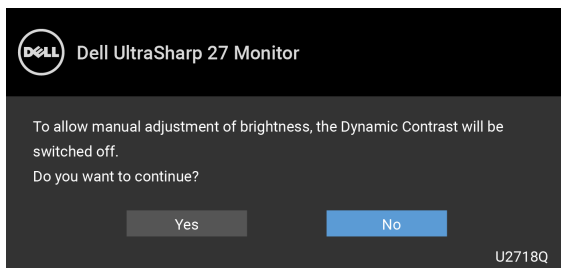 DELL
Dell UltraSharp 27 Monitor
To allow manual adjustment of brightness, the Dynamic Contrast will be
switched off.
Do you want to continue?
Yes
No
U2718Q